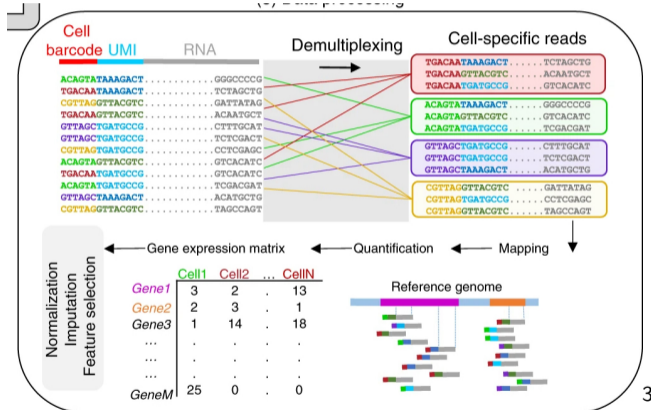 (c) Data processing
Cell
barcode UMI RNA
ACAGTATAAAGACT............GGGCCCCG
TGACAATAAAGACT............TCTAGCTG
CGTTAGGTTACGTC............GATTATAG
TGACAAGTTACGTC............ACAATGCT
GTTAGCTGATGCCG............CTTTGCAT
GTTAGCTGATGCCG............TCTCGACT
CGTTAGTGATGCCG............CCTCGAGC
ACAGTAGTTACGTC............GTCACATC
TGACAATGATGCCG............GTCACATC
ACAGTATGATGCCG............TCGACGAT
GTTAGCTAAAGACT............ACATGCTG
CGTTAGGTTACGTC............TAGCCAGT
Demultiplexing
Cell-specific reads
TGACAATAAAGACT......TCTAGCTG
TGACAAGTTACGTC......ACAATGCT
TGACAATGATGCCG......GTCACATC
ACAGTATAAAGACT......GGGCCCCG
ACAGTAGTTACGTC......GTCACATC
ACAGTATGATGCCG......TCGACGAT
GTTAGCTGATGCCG......CTTTGCAT
GTTAGCTGATGCCG......TCTCGACT
GTTAGCTAAAGACT......ACATGCTG
CGTTAGGTTACGTC......GATTATAG
CGTTAGTGATGCCG......CCTCGAGC
CGTTAGGTTACGTC......TAGCCAGT
Normalization
Imputation
Feature selection
Gene expression matrix
Quantification
Mapping
Cell1 Cell2 ... CellN
Gene1 3 2 . 13
Gene2 2 3 . 1
Gene3 1 14 . 18
... . . . .
... . . . .
... . . . .
GeneM 25 0 . 0
Reference genome
3